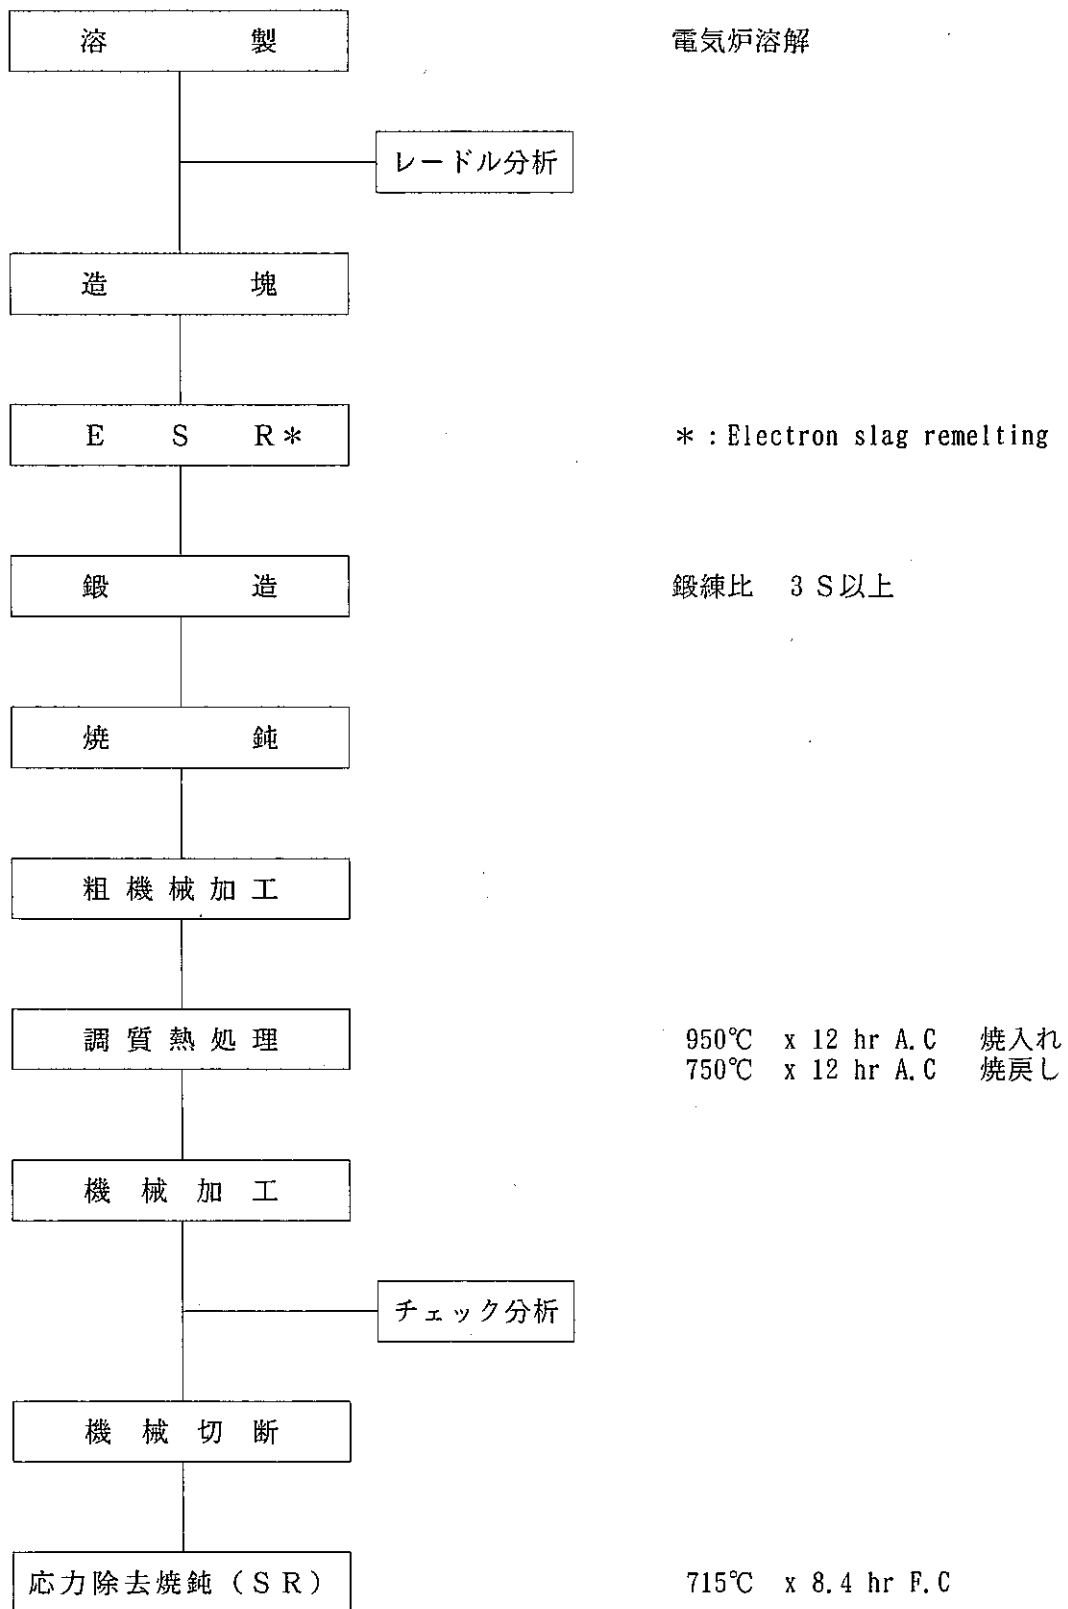 溶 製 電気炉溶解
レードル分析
造 塊
E S R* * : Electron slag remelting
鍛 造 鍛練比 3 S以上
焼 鈍
粗機械加工
調質熱処理 950℃ x 12 hr A.C 焼入れ
750℃ x 12 hr A.C 焼戻し
機械加工
チェック分析
機械切断
応力除去焼鈍(SR) 715℃ x 8.4 hr F.C